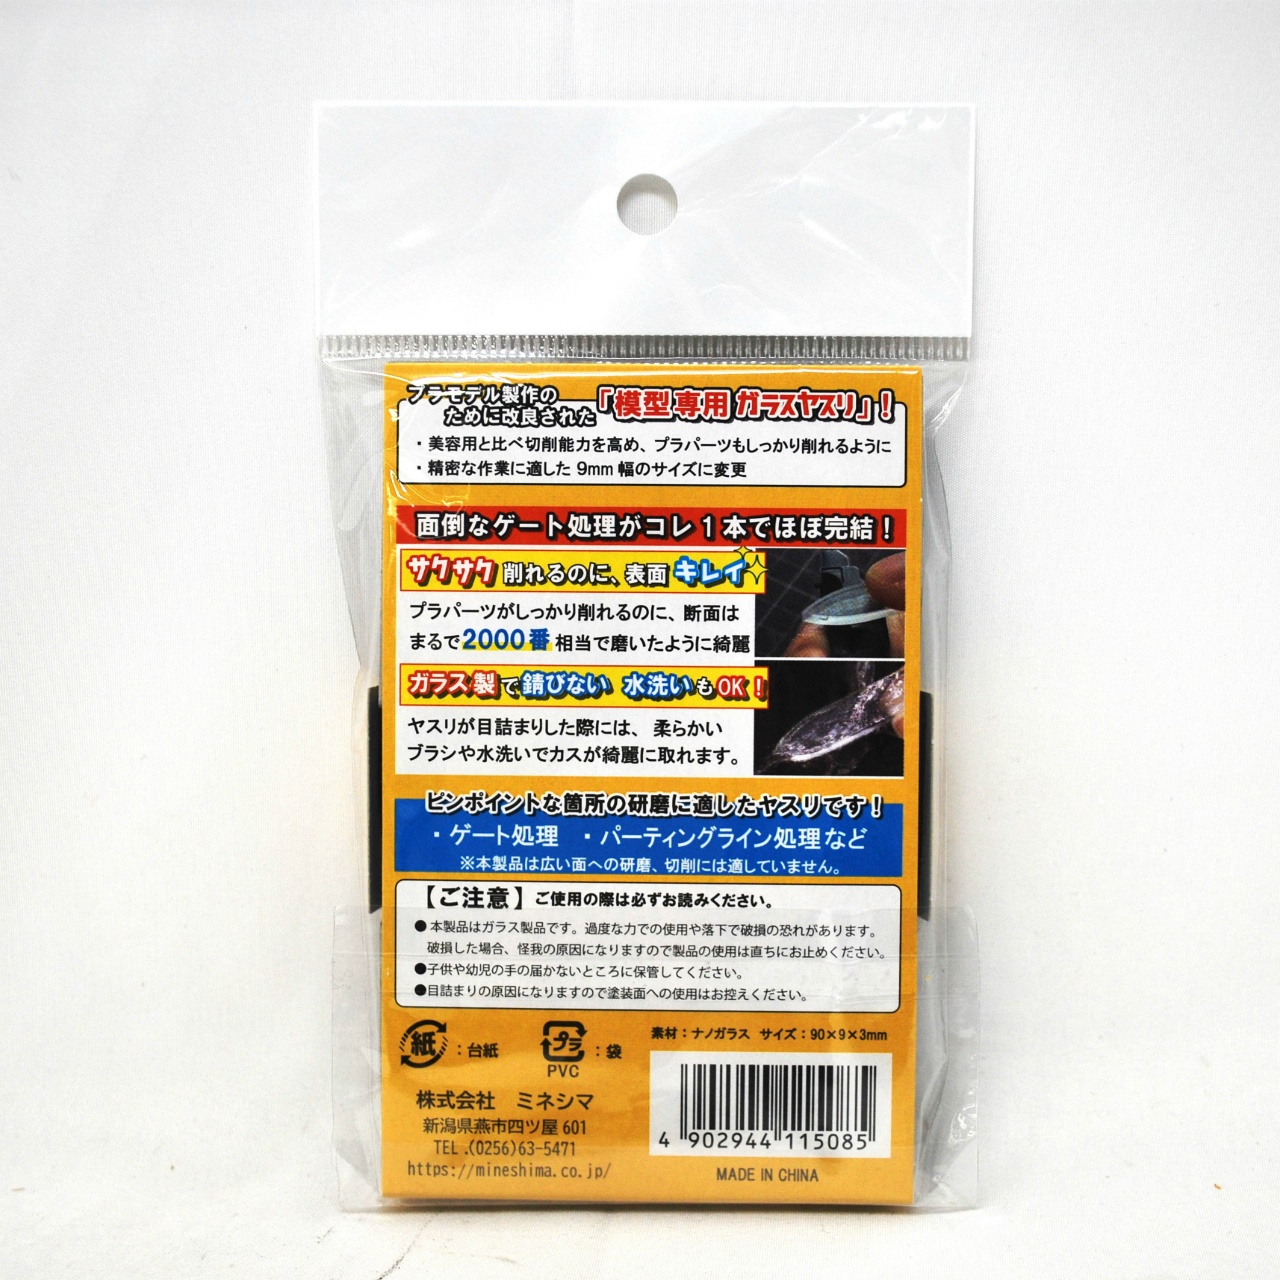 プラモデル製作の
ために改良された「模型専用 ガラスヤスリ」！
・美容用と比べ切削能力を高め、プラパーツもしっかり削れるように
・精密な作業に適した 9mm 幅のサイズに変更
面倒なゲート処理がコレ 1 本でほぼ完結！
サクサク 削れるのに、表面 キレイ
プラパーツがしっかり削れるのに、断面は
まるで 2000番 相当で磨いたように綺麗
ガラス製で錆びない 水洗いもOK！
ヤスリが目詰まりした際には、柔らかい
ブラシや水洗いでカスが綺麗に取れます。
ピンポイントな箇所の研磨に適したヤスリです！
・ゲート処理 ・パーティングライン処理など
※本製品は広い面への研磨、切削には適していません。
【ご注意】ご使用の際は必ずお読みください。
●本製品はガラス製品です。過度な力での使用や落下で破損の恐れがあります。
破損した場合、怪我の原因になりますので製品の使用は直ちにお止めください。
●子供や幼児の手の届かないところに保管してください。
●目詰まりの原因になりますので塗装面への使用はお控えください。
紙：台紙 プラ：袋
PVC
素材：ナノガラス サイズ：90×9×3mm
株式会社 ミネシマ
新潟県燕市四ツ屋 601
TEL.(0256)63-5471
https://mineshima.co.jp/
4 902944 115085
MADE IN CHINA